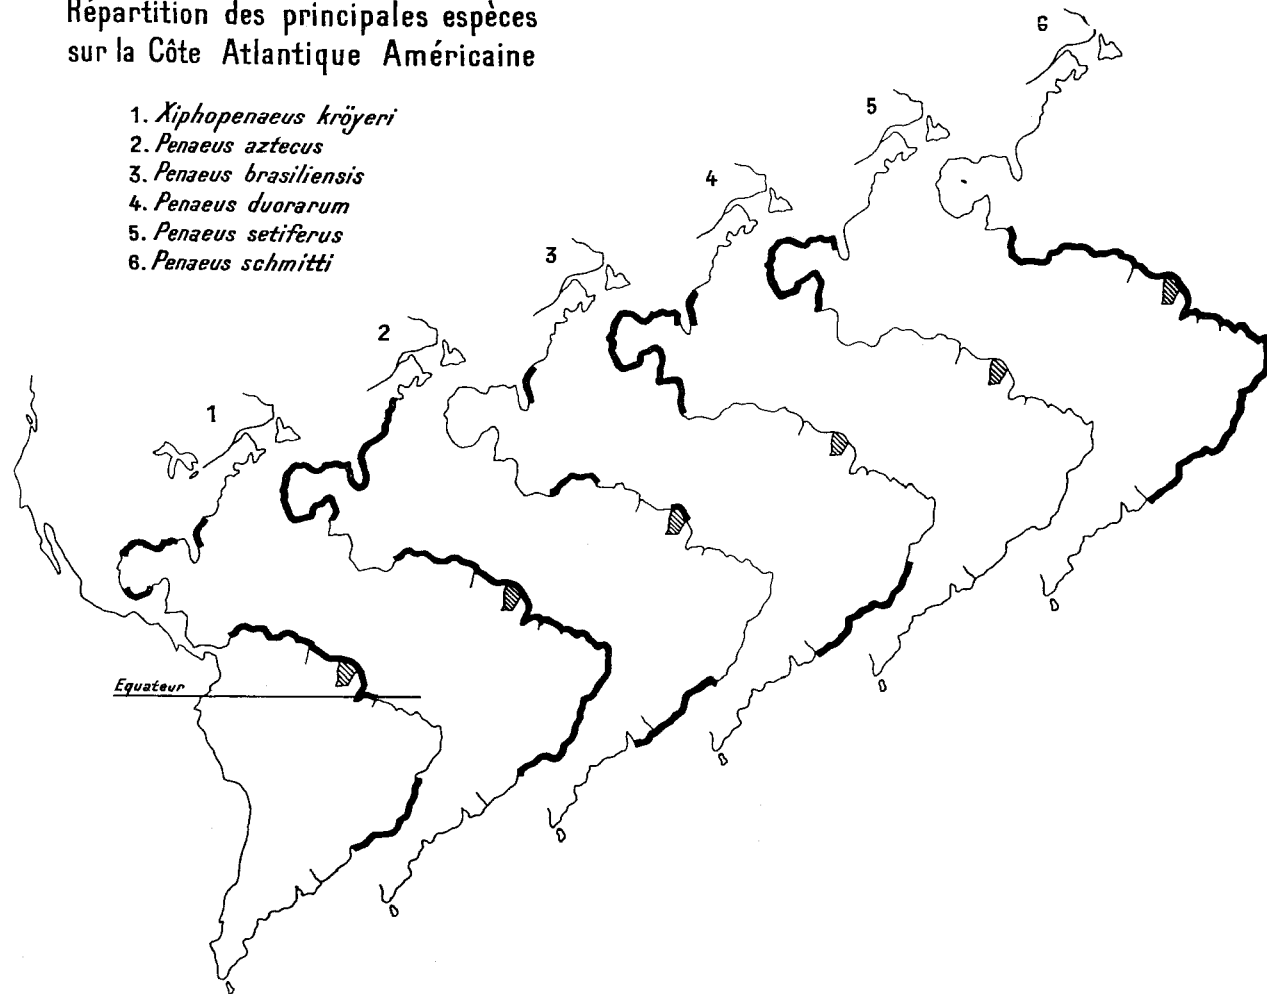 Répartition des principales espèces
sur la Côte Atlantique Américaine
1. Xiphopenaeus kröyeri
2. Penaeus aztecus
3. Penaeus brasiliensis
4. Penaeus duorarum
5. Penaeus setiferus
6. Penaeus schmitti
6
5
4
3
2
1
Equateur